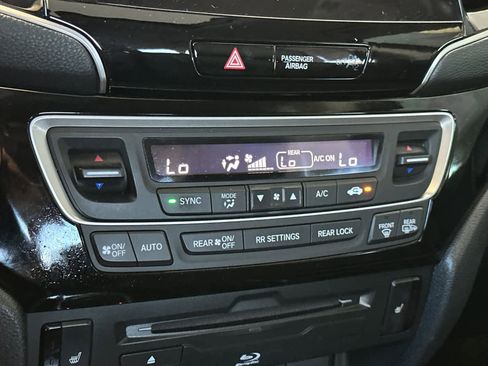 PASSENGER
AIRBAG
REAR
Lo Lo A/C ON Lo
SYNC MODE A/C
ON/OFF AUTO REAR ON/OFF RR SETTINGS REAR LOCK FRONT REAR